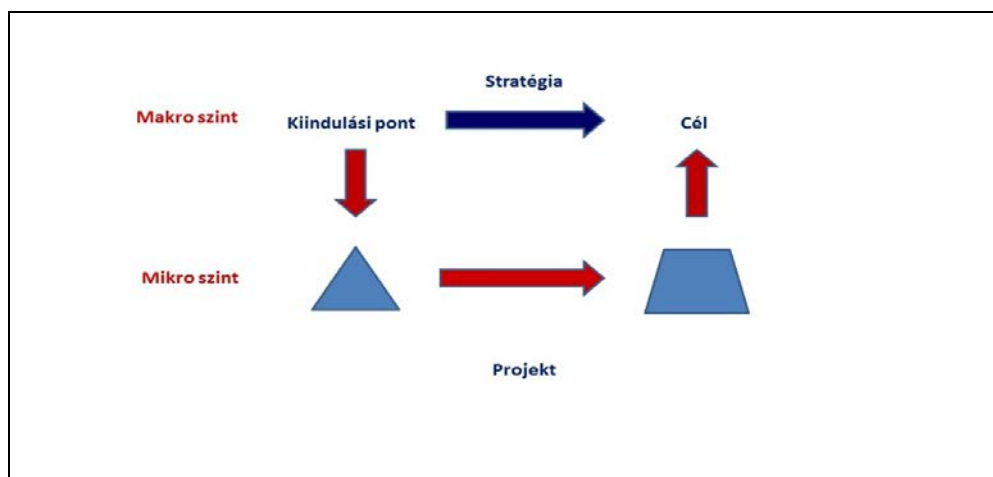 Stratégia
Makro szint
Kiindulási pont
Cél
Mikro szint
Projekt